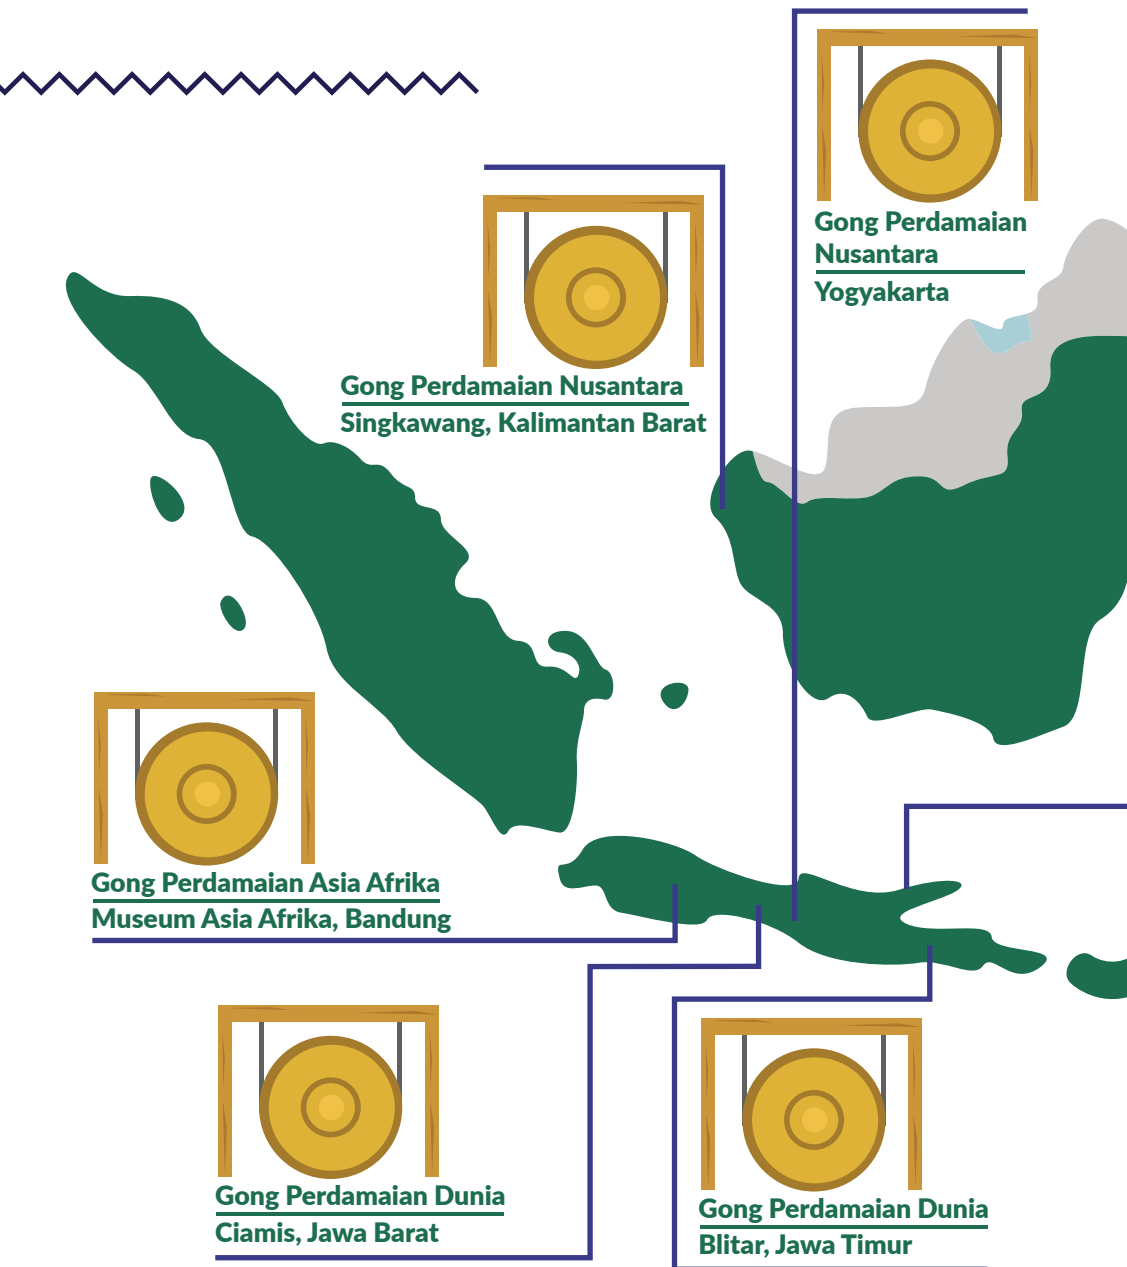 Gong Perdamaian
Nusantara
Yogyakarta
Gong Perdamaian Nusantara
Singkawang, Kalimantan Barat
Gong Perdamaian Asia Afrika
Museum Asia Afrika, Bandung
Gong Perdamaian Dunia
Ciamis, Jawa Barat
Gong Perdamaian Dunia
Blitar, Jawa Timur